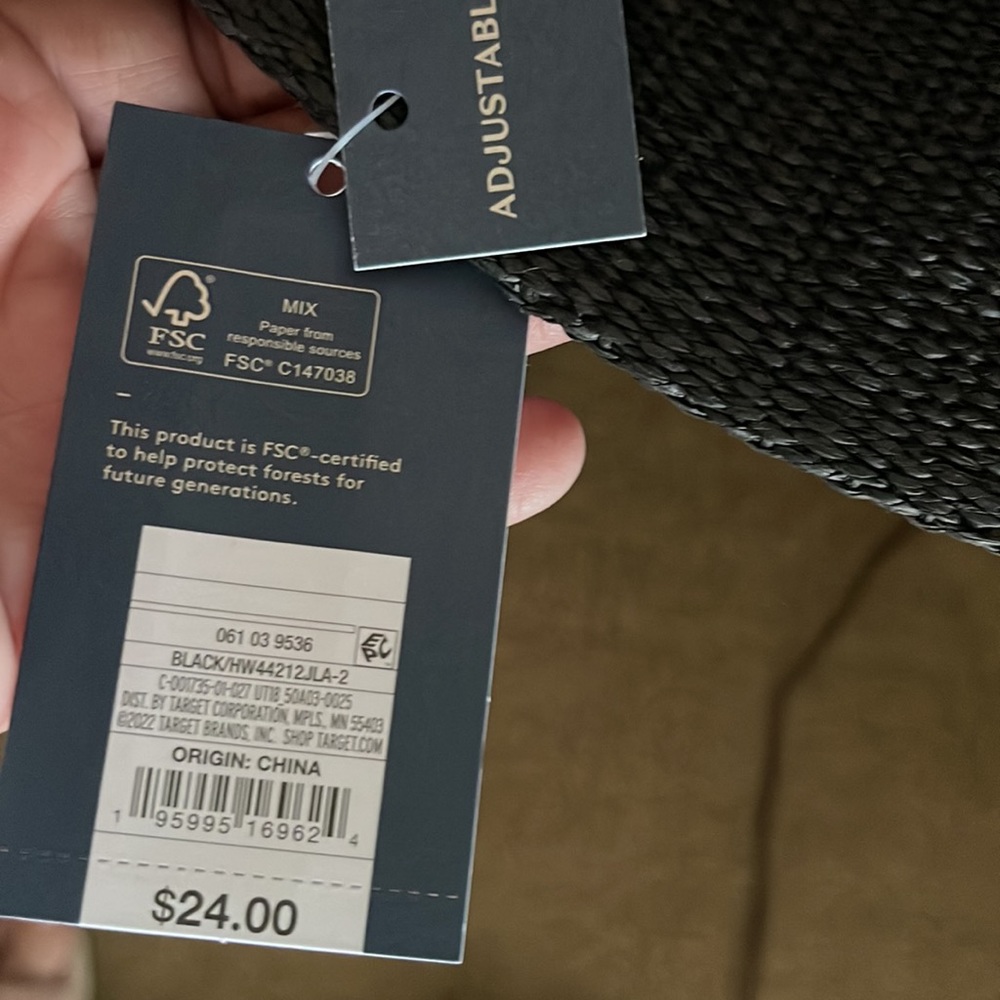 ADJUSTABL
FSC®
www.fsc.org
MIX
Paper from
responsible sources
FSC® C147038
This product is FSC®-certified
to help protect forests for
future generations.
061 03 9536
EPC
BLACK/HW44212JLA-2
C-001735-01-027 UT18 50A03-0025
DIST. BY TARGET CORPORATION, MPLS., MN 55403
©2022 TARGET BRANDS, INC. SHOP TARGET.COM
ORIGIN: CHINA
1 95995 16962 4
$24.00